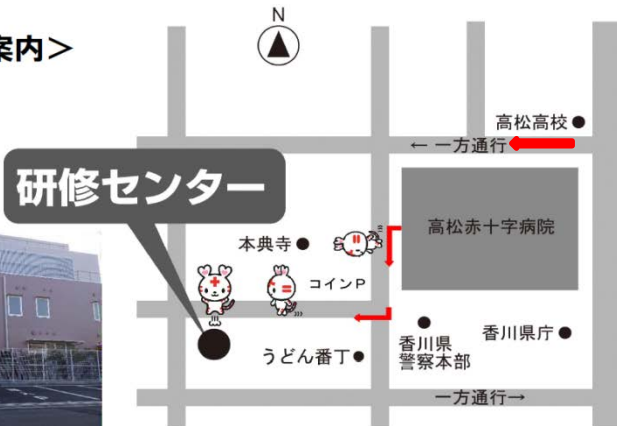 N
案内＞
高松高校●
← 一方通行
研修センター
高松赤十字病院
本典寺●
コインＰ
香川県
警察本部
香川県庁●
うどん番丁●
一方通行→